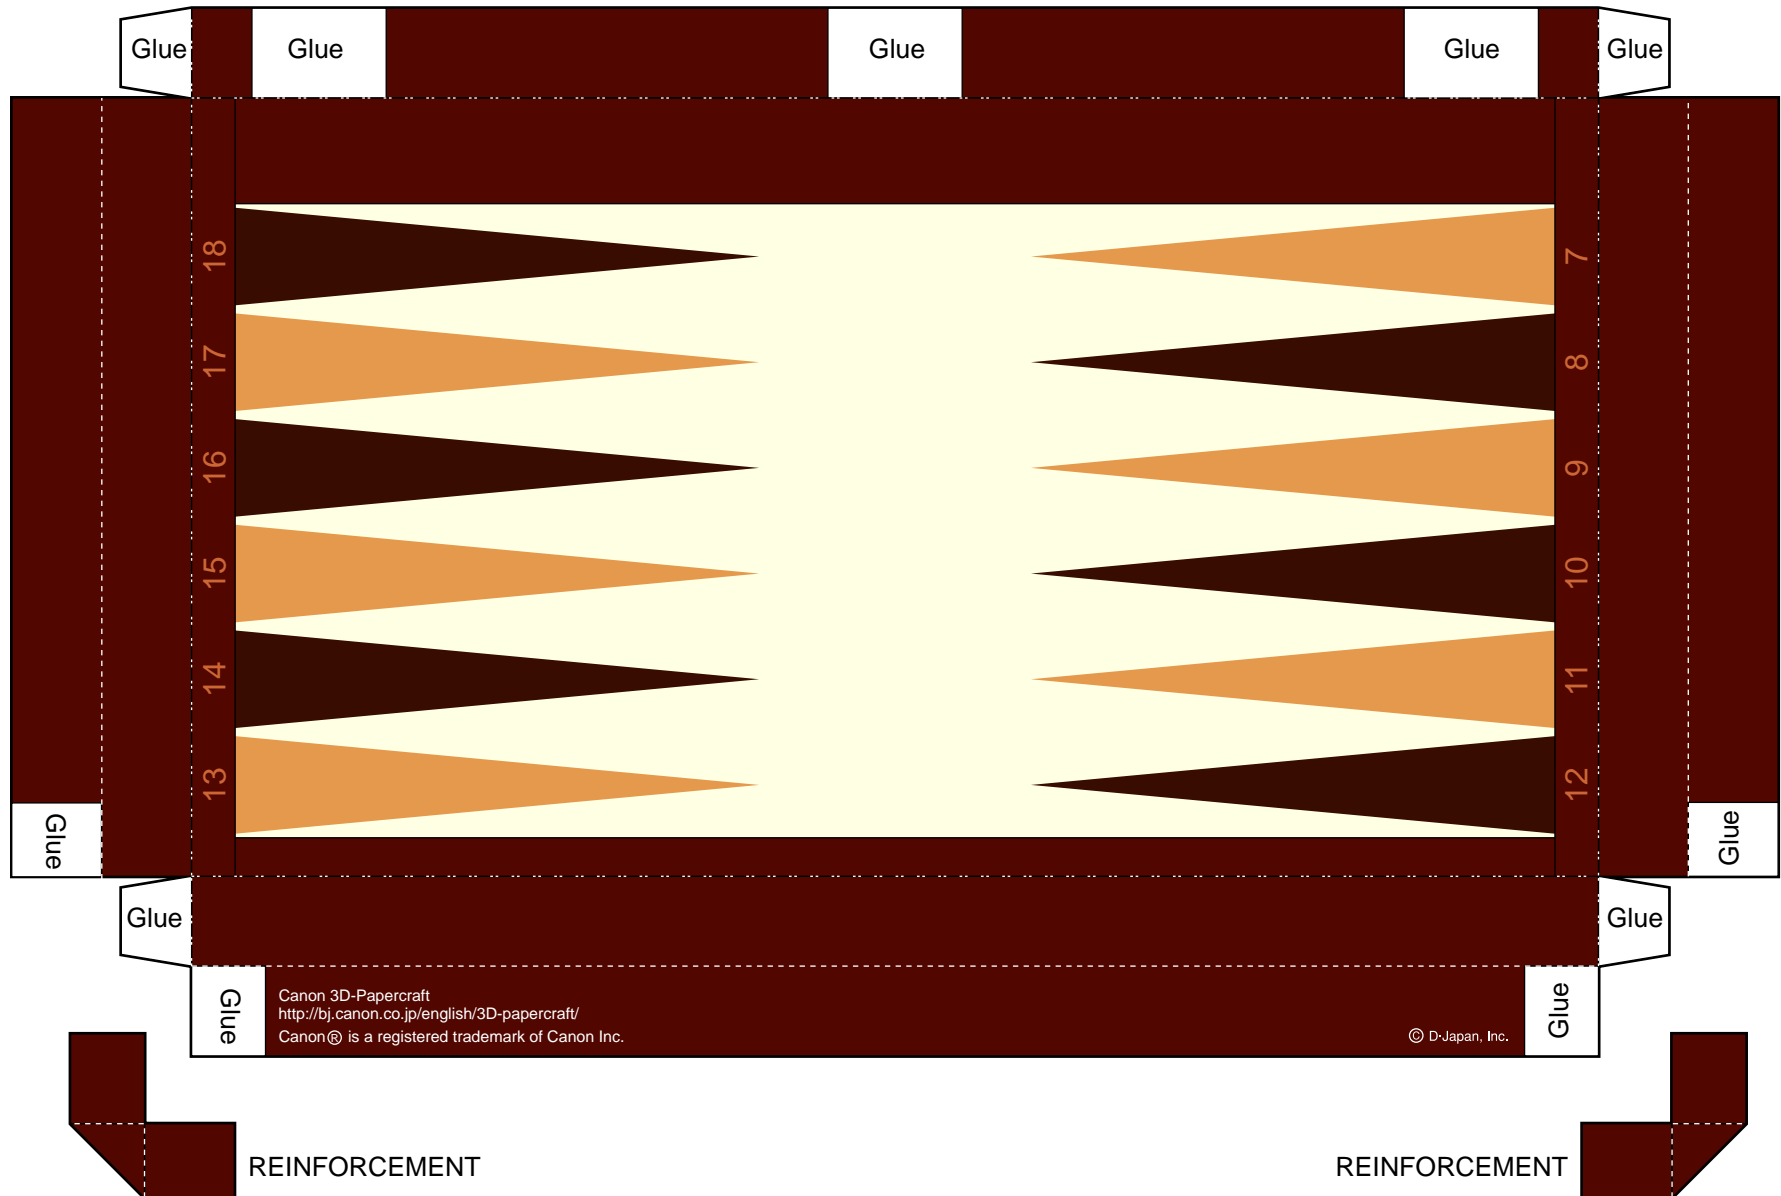 Glue Glue Glue Glue Glue
18 7
17 8
16 9
15 10
14 11
13 12
Glue Glue
Glue Glue
Glue Glue
Canon 3D-Papercraft
http://bj.canon.co.jp/english/3D-papercraft/
Canon® is a registered trademark of Canon Inc.
© D·Japan, Inc.
REINFORCEMENT REINFORCEMENT